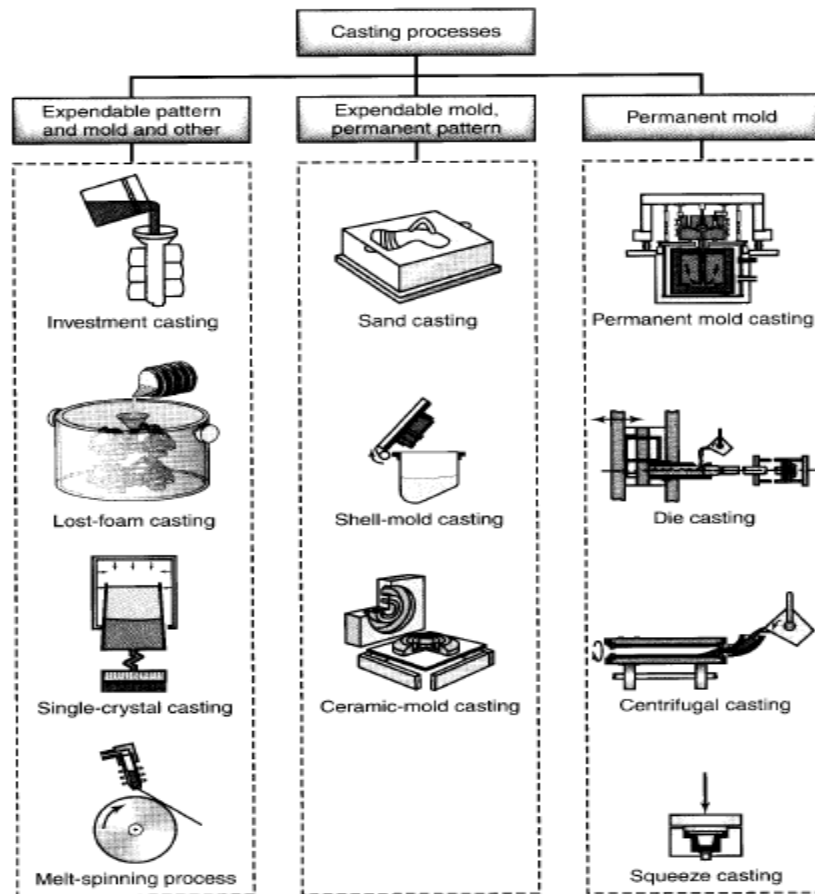 Casting processes
Expendable pattern
and mold and other
Expendable mold,
permanent pattern
Permanent mold
Investment casting
Lost-foam casting
Single-crystal casting
Melt-spinning process
Sand casting
Shell-mold casting
Ceramic-mold casting
Permanent mold casting
Die casting
Centrifugal casting
Squeeze casting